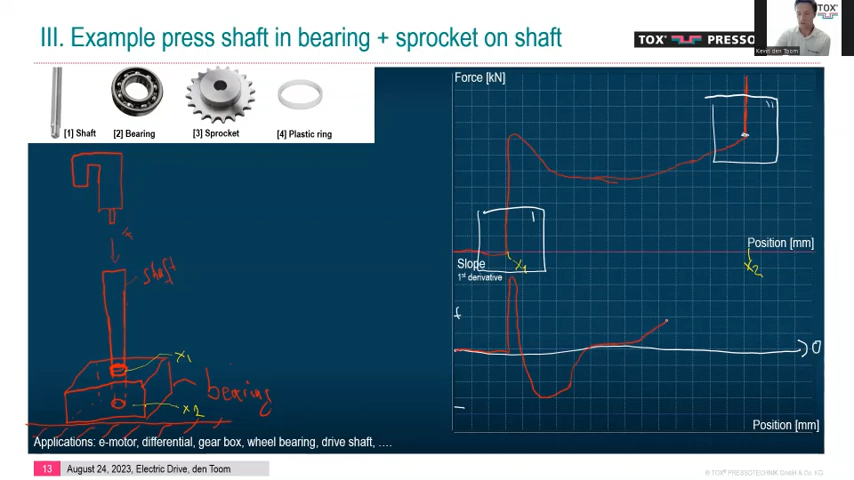 III. Example press shaft in bearing + sprocket on shaft
TOX PRESSO
TOX
Kevin den Toom
[1] Shaft
[2] Bearing
[3] Sprocket
[4] Plastic ring
Force [kN]
Position [mm]
Slope
1st derivative
Position [mm]
shaft
bearing
x1
x2
x1
x2
I
II
+
0
-
Applications: e-motor, differential, gear box, wheel bearing, drive shaft, ….
13
August 24, 2023, Electric Drive, den Toom
© TOX® PRESSOTECHNIK GmbH & Co. KG